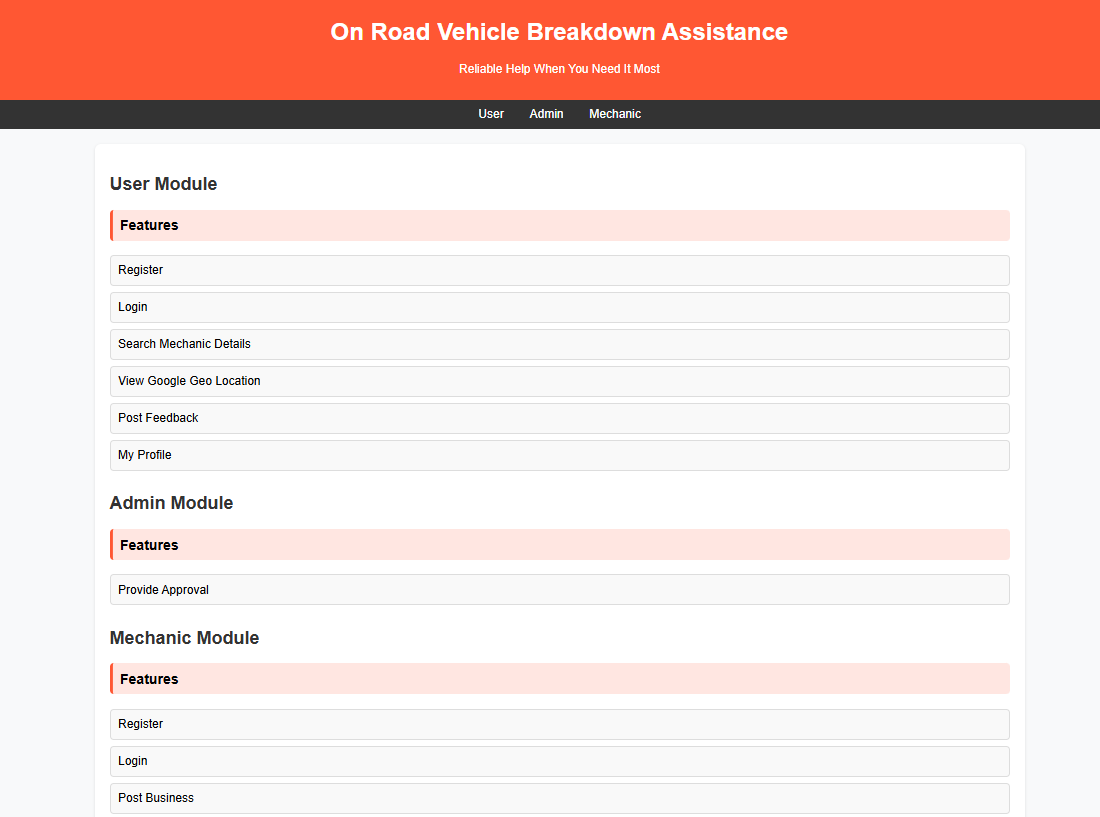 On Road Vehicle Breakdown Assistance
Reliable Help When You Need It Most
User Admin Mechanic
User Module
Features
Register
Login
Search Mechanic Details
View Google Geo Location
Post Feedback
My Profile
Admin Module
Features
Provide Approval
Mechanic Module
Features
Register
Login
Post Business